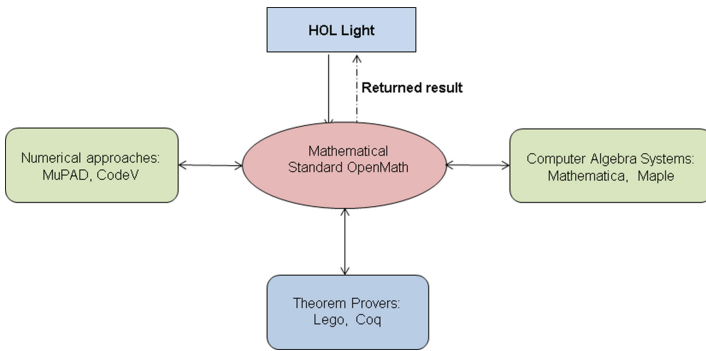 HOL Light
Returned result
Numerical approaches:
MuPAD, CodeV
Mathematical
Standard OpenMath
Computer Algebra Systems:
Mathematica, Maple
Theorem Provers:
Lego, Coq